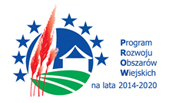 Program
Rozwoju
Obszarów
Wiejskich
na lata 2014-2020